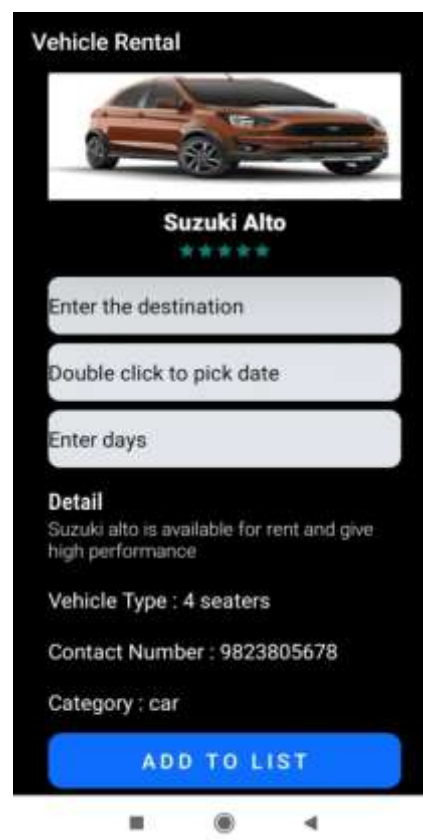 Vehicle Rental
Suzuki Alto
Enter the destination
Double click to pick date
Enter days
Detail
Suzuki alto is available for rent and give
high performance
Vehicle Type : 4 seaters
Contact Number : 9823805678
Category : car
ADD TO LIST